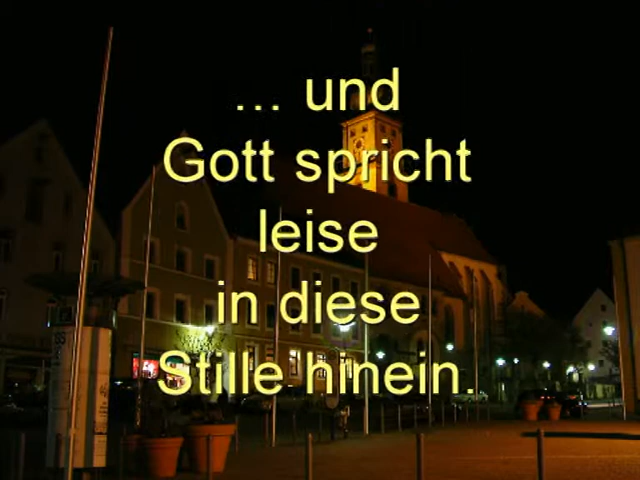 ... und
Gott spricht
leise
in diese
Stille hinein.